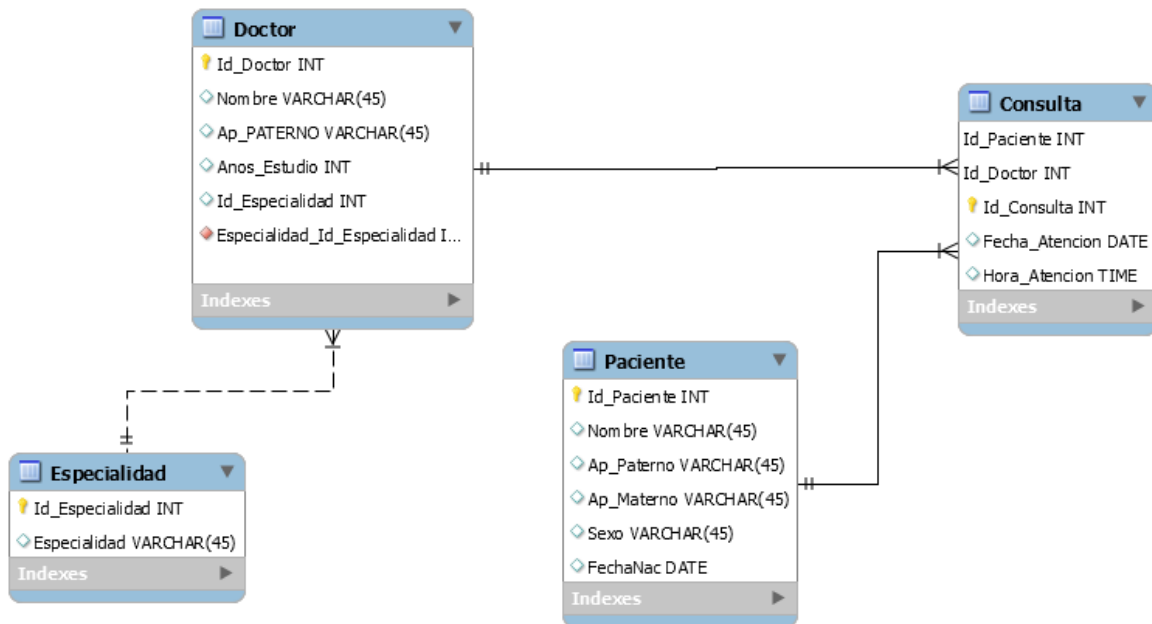 Doctor
Id_Doctor INT
Nombre VARCHAR(45)
Ap_PATERNO VARCHAR(45)
Anos_Estudio INT
Id_Especialidad INT
Especialidad_Id_Especialidad I...
Indexes
Consulta
Id_Paciente INT
Id_Doctor INT
Id_Consulta INT
Fecha_Atencion DATE
Hora_Atencion TIME
Indexes
Paciente
Id_Paciente INT
Nombre VARCHAR(45)
Ap_Paterno VARCHAR(45)
Ap_Materno VARCHAR(45)
Sexo VARCHAR(45)
FechaNac DATE
Indexes
Especialidad
Id_Especialidad INT
Especialidad VARCHAR(45)
Indexes